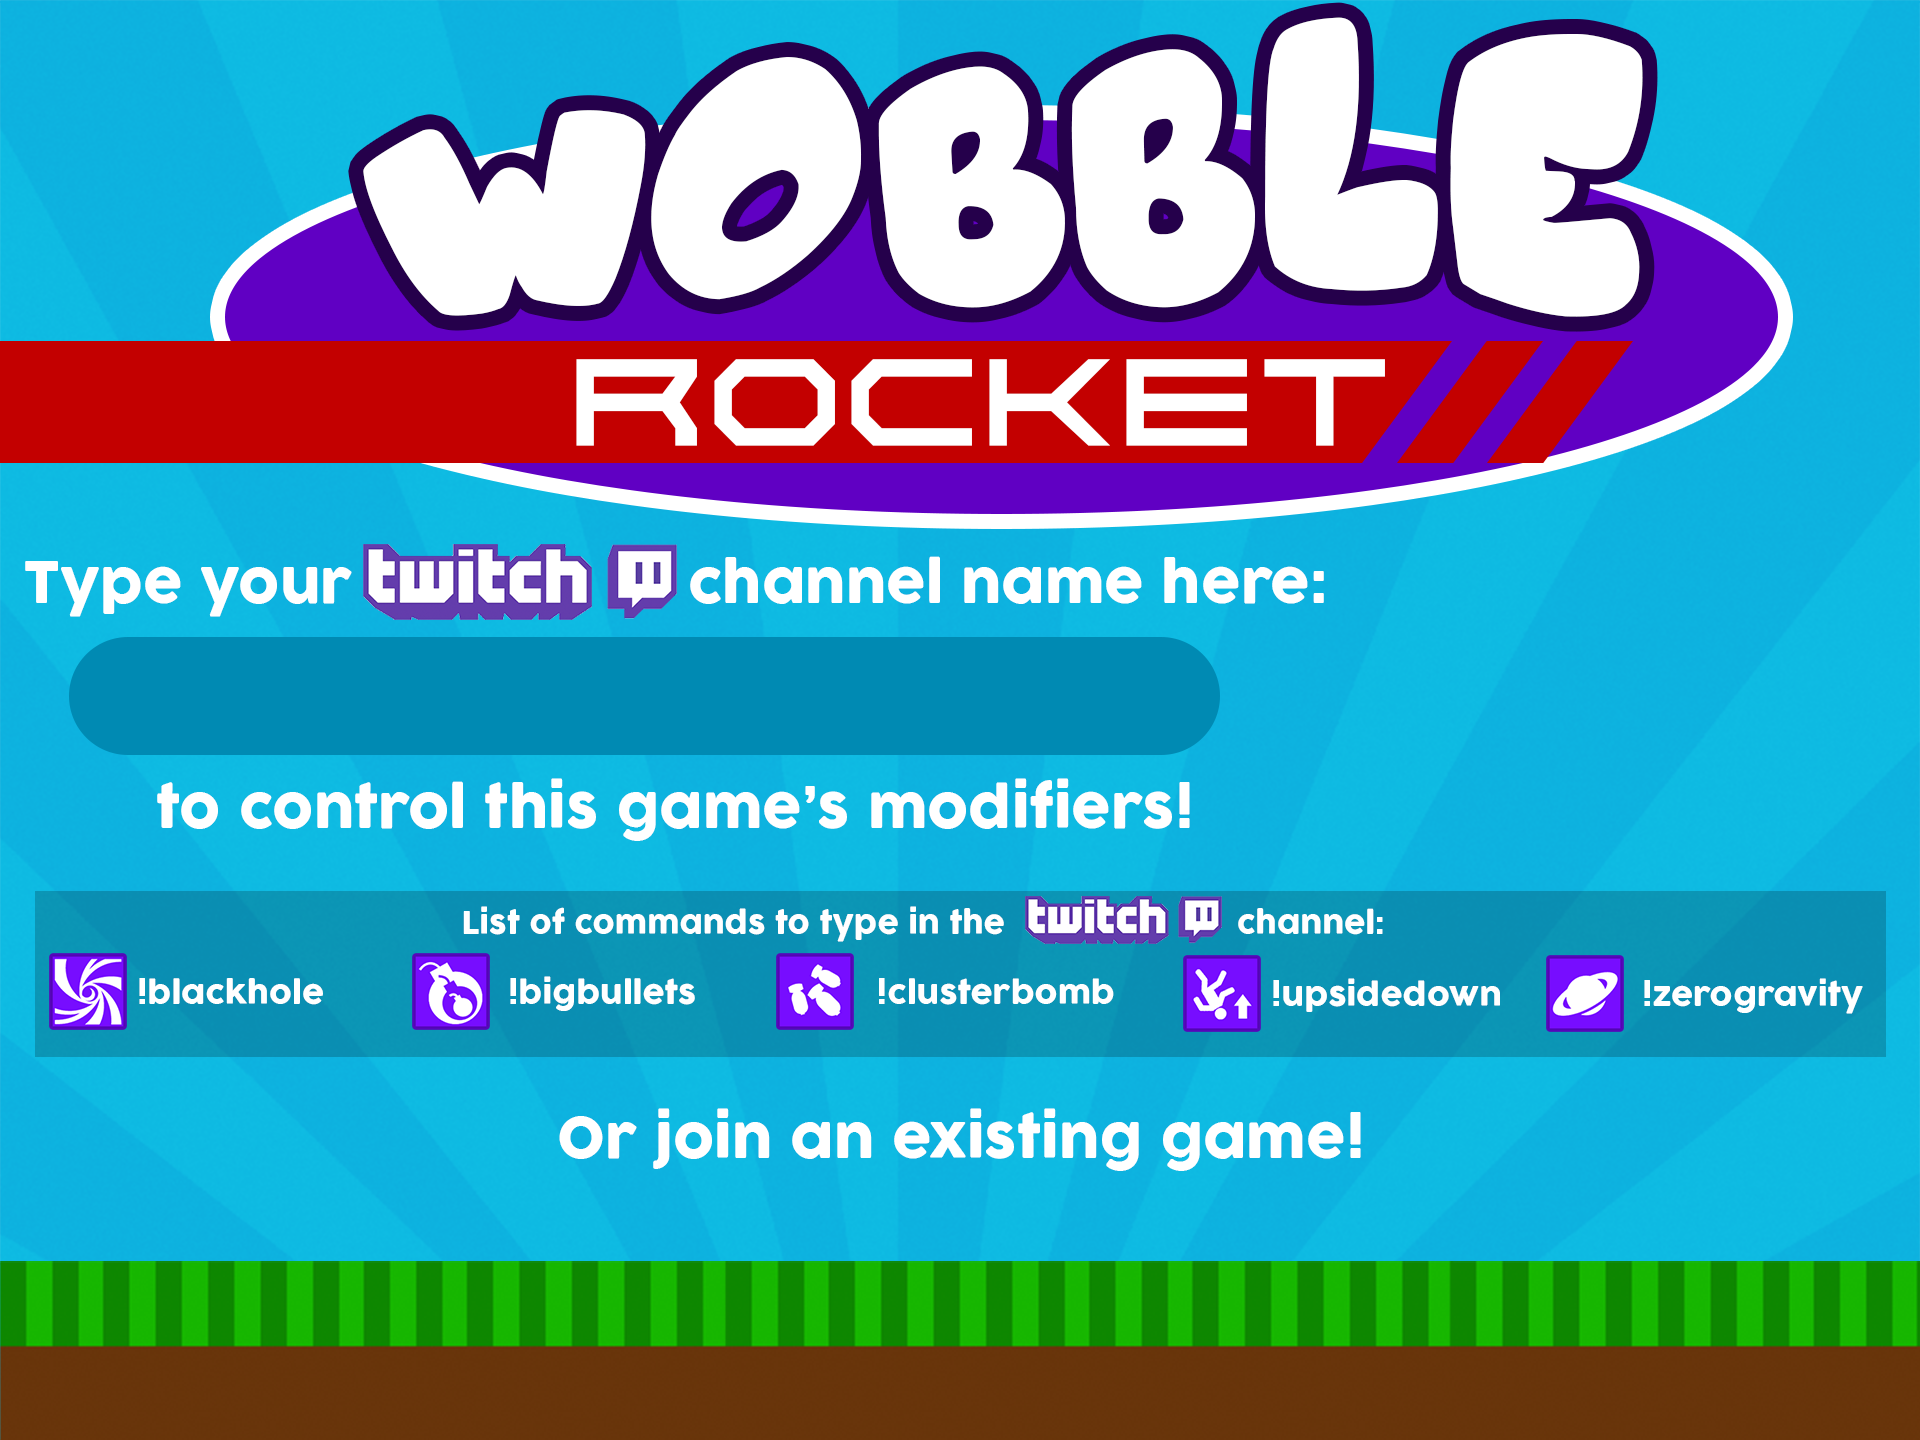 WOBBLE
ROCKET
Type your twitch channel name here:
to control this game's modifiers!
List of commands to type in the twitch channel:
!blackhole !bigbullets !clusterbomb !upsidedown !zerogravity
Or join an existing game!